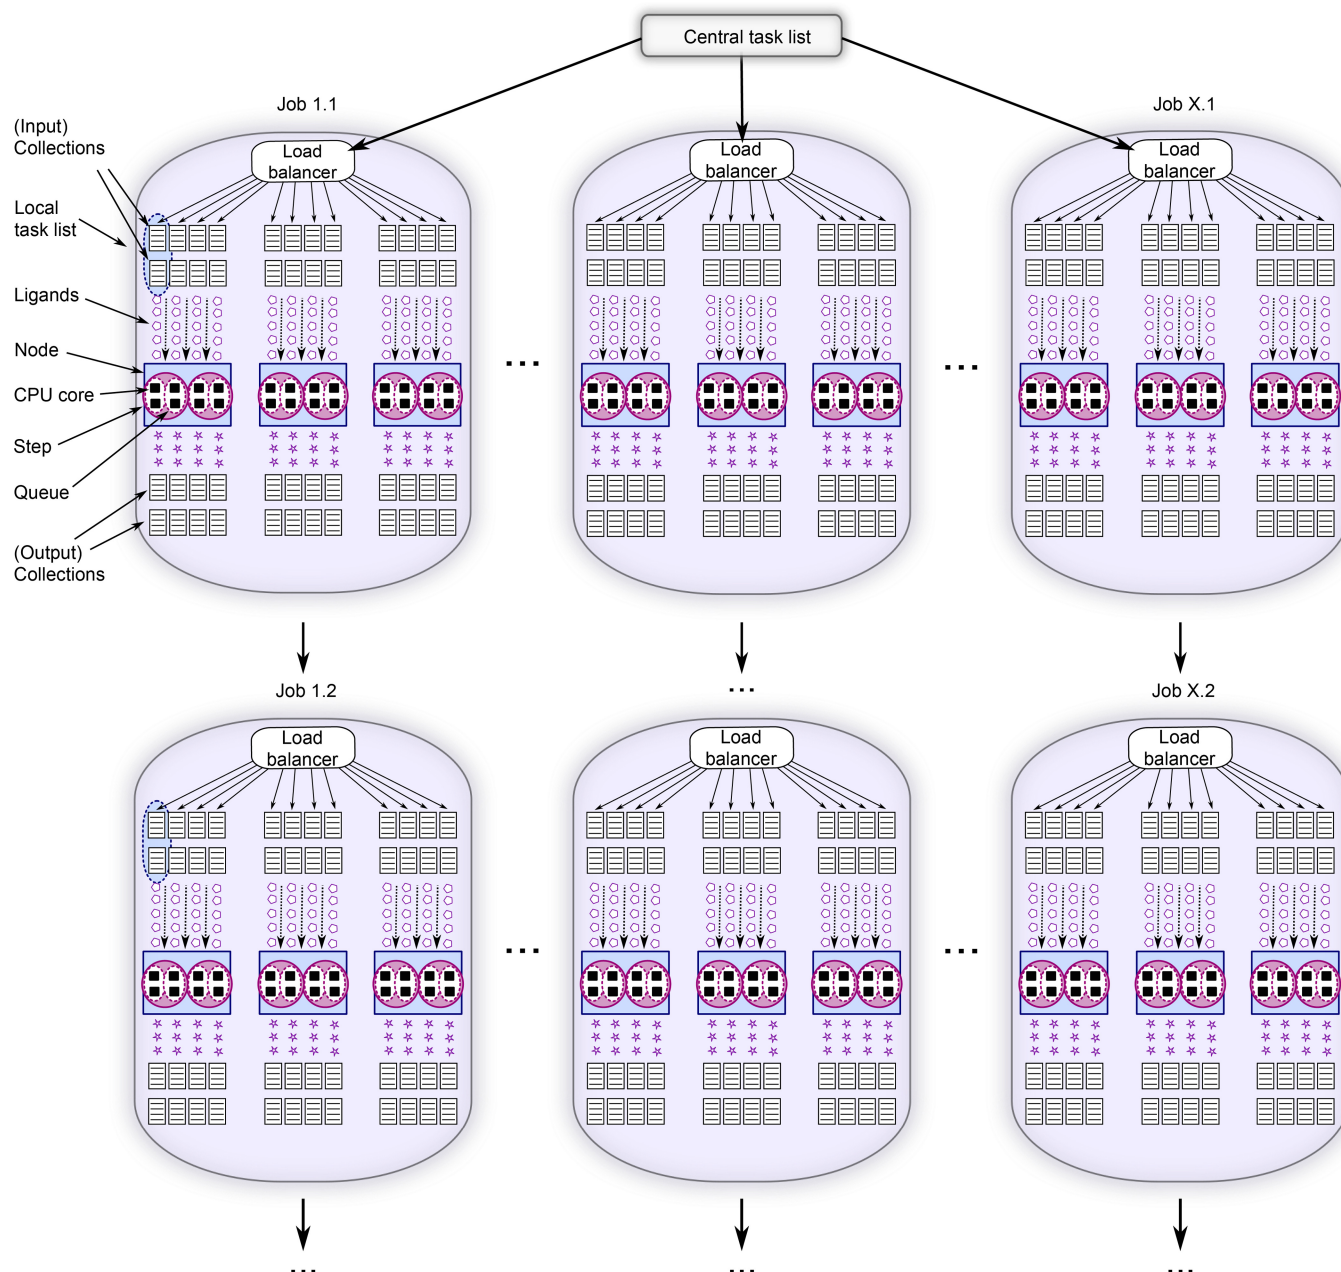 Central task list
Job 1.1
Job X.1
(Input)
Collections
Load
balancer
Load
balancer
Load
balancer
Local
task list
Ligands
Node
...
...
CPU core
Step
Queue
(Output)
Collections
...
Job 1.2
Job X.2
Load
balancer
Load
balancer
Load
balancer
...
...
...
...
...